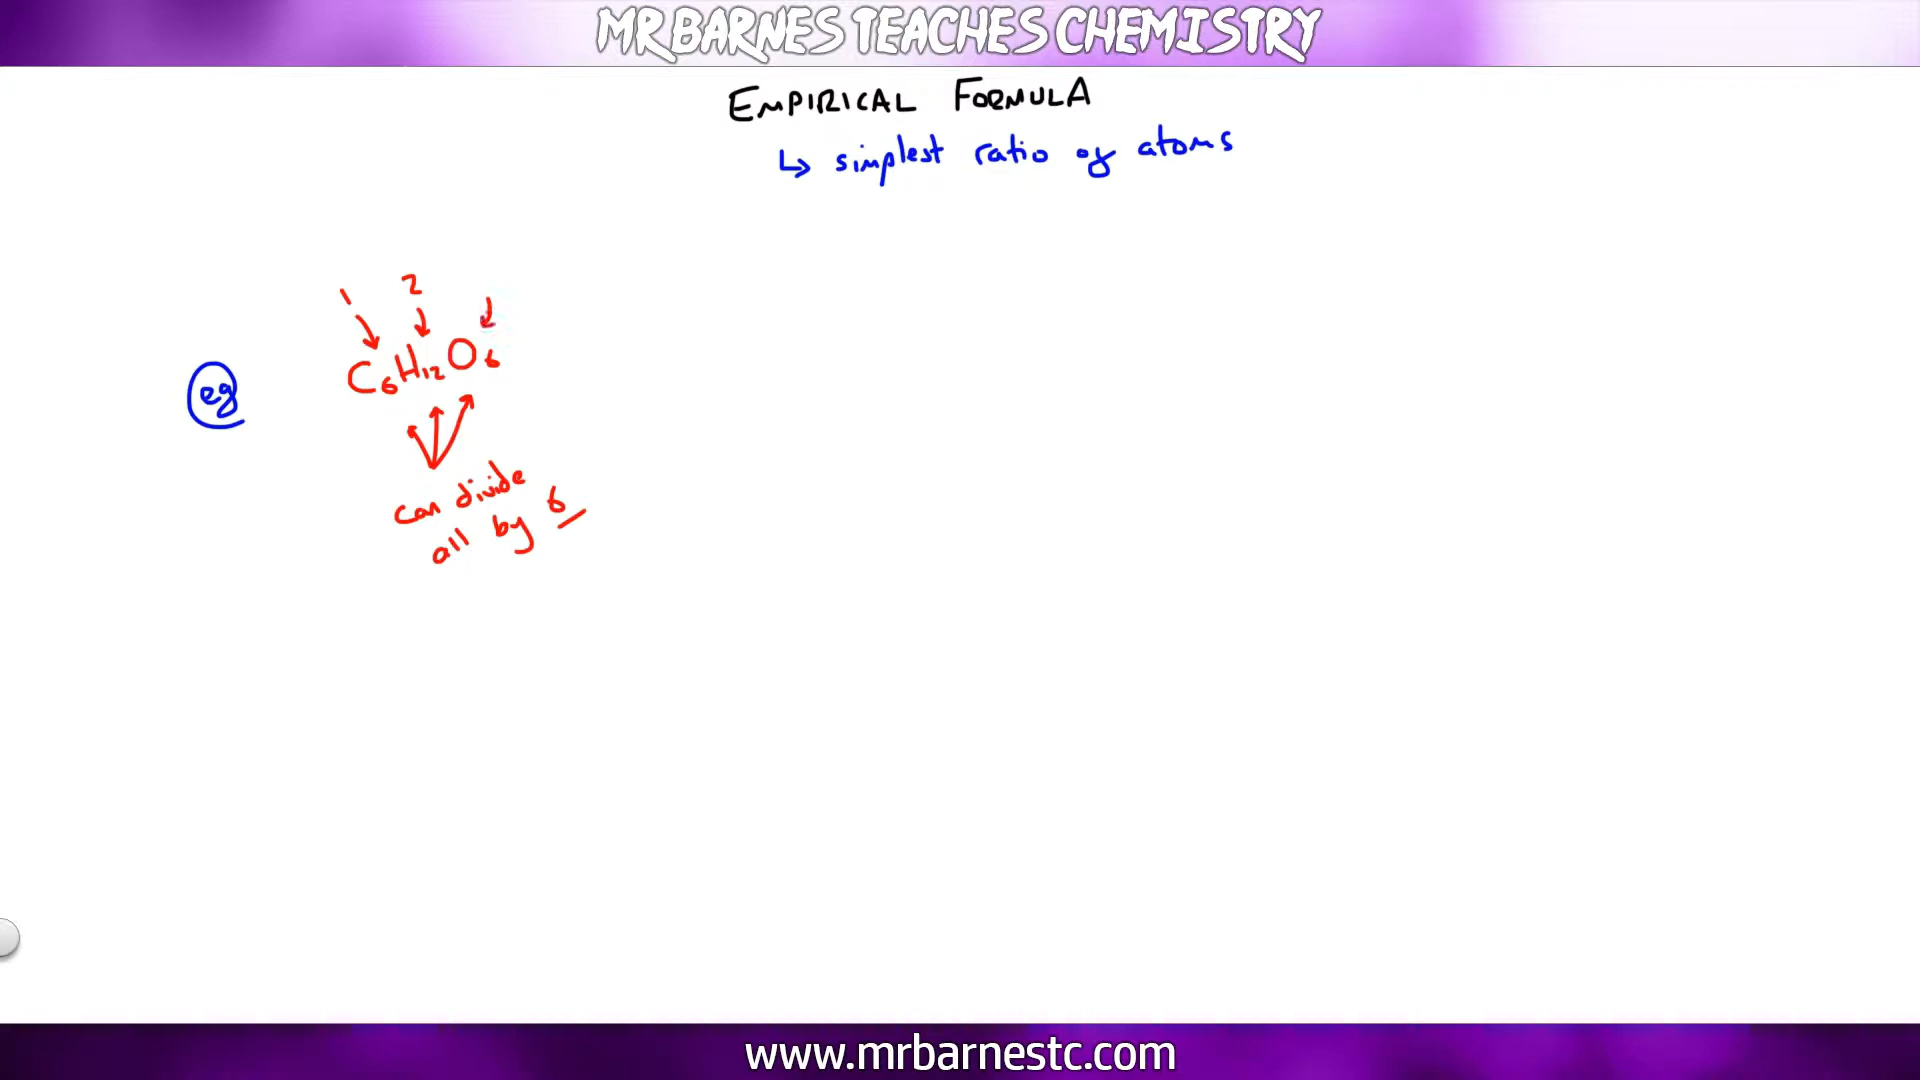 MR BARNES TEACHES CHEMISTRY
EMPIRICAL FORMULA
↳ simplest ratio of atoms
1 2
eg C₆H₁₂O₆
can divide
all by 6
www.mrbarnestc.com